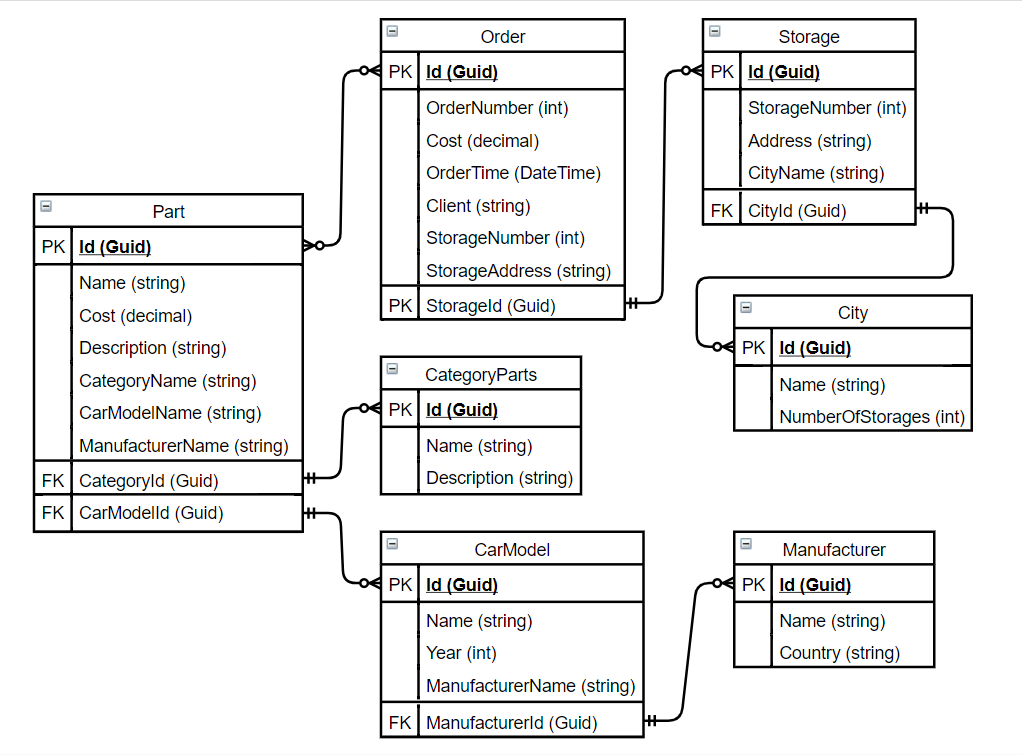 Order
PK Id (Guid)
OrderNumber (int)
Cost (decimal)
OrderTime (DateTime)
Client (string)
StorageNumber (int)
StorageAddress (string)
PK StorageId (Guid)
Storage
PK Id (Guid)
StorageNumber (int)
Address (string)
CityName (string)
FK CityId (Guid)
Part
PK Id (Guid)
Name (string)
Cost (decimal)
Description (string)
CategoryName (string)
CarModelName (string)
ManufacturerName (string)
FK CategoryId (Guid)
FK CarModelId (Guid)
City
PK Id (Guid)
Name (string)
NumberOfStorages (int)
CategoryParts
PK Id (Guid)
Name (string)
Description (string)
CarModel
PK Id (Guid)
Name (string)
Year (int)
ManufacturerName (string)
FK ManufacturerId (Guid)
Manufacturer
PK Id (Guid)
Name (string)
Country (string)